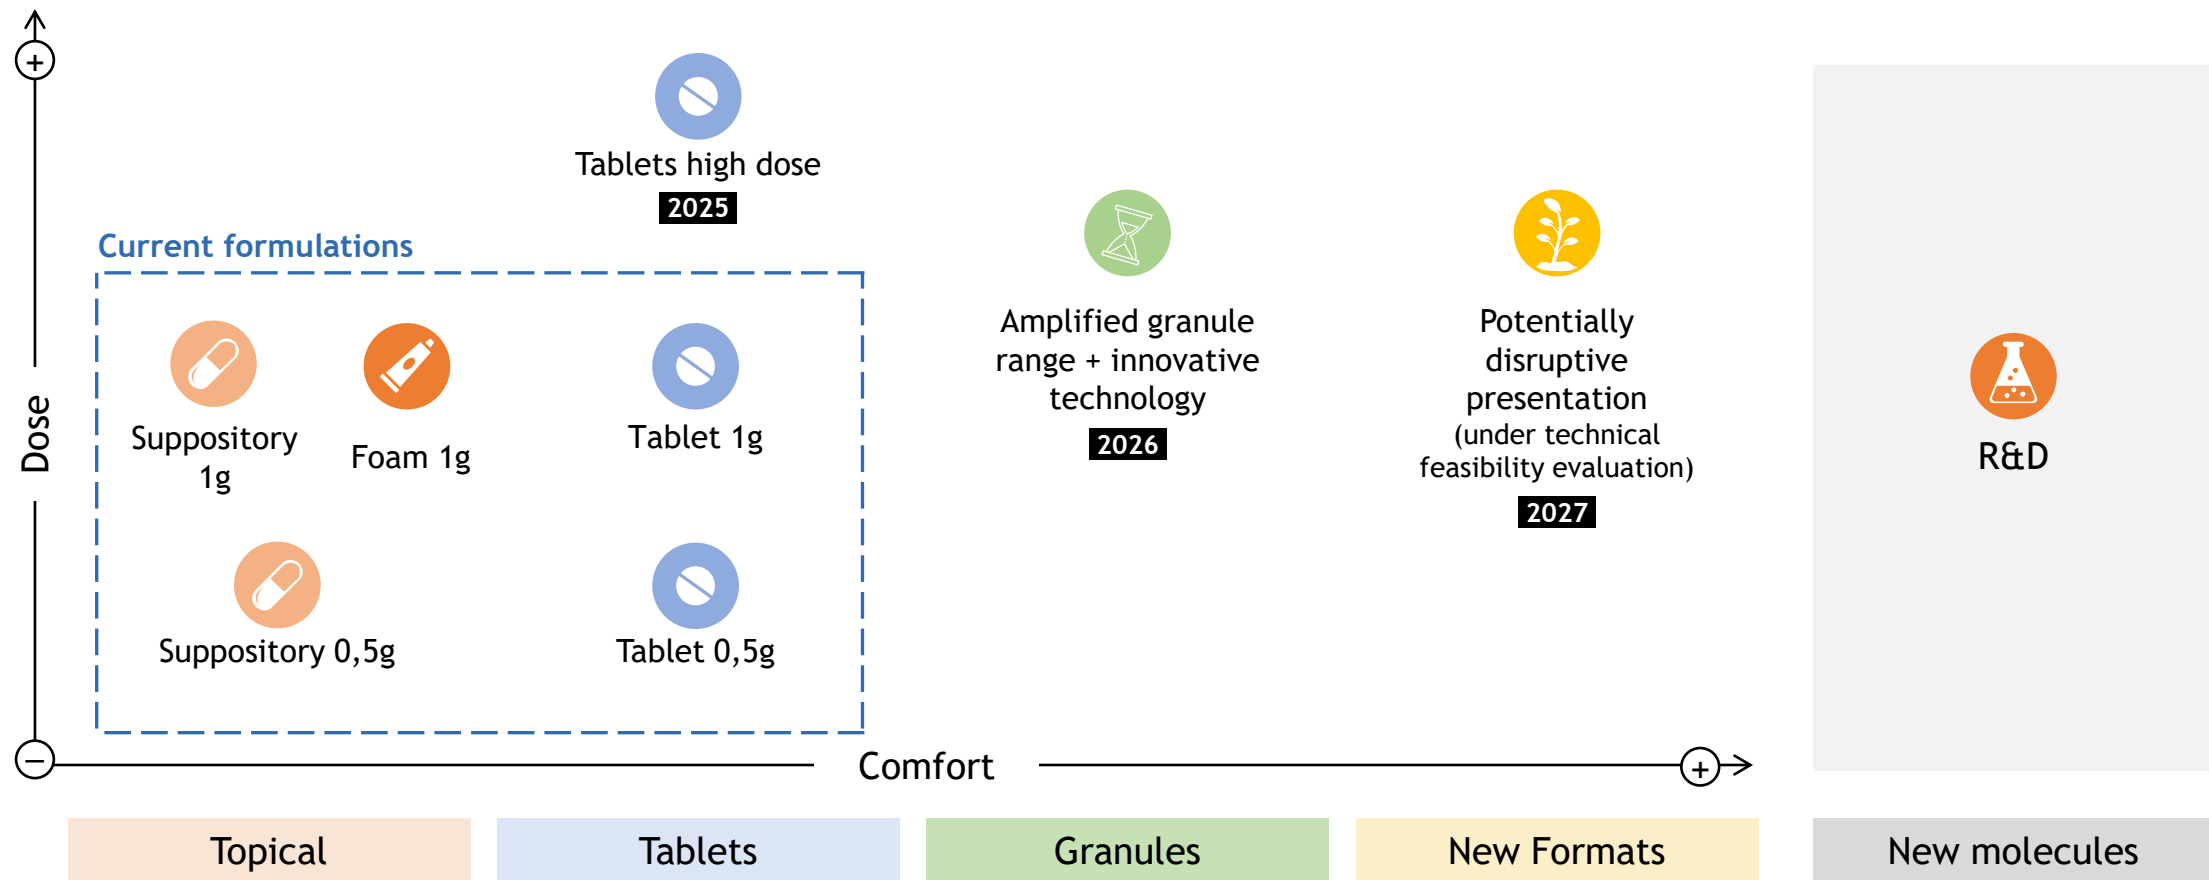 +
Tablets high dose
2025
Current formulations
Suppository
1g
Foam 1g
Tablet 1g
Suppository 0,5g
Tablet 0,5g
Amplified granule
range + innovative
technology
2026
Potentially
disruptive
presentation
(under technical
feasibility evaluation)
2027
R&D
Dose
−
Comfort
+
Topical
Tablets
Granules
New Formats
New molecules